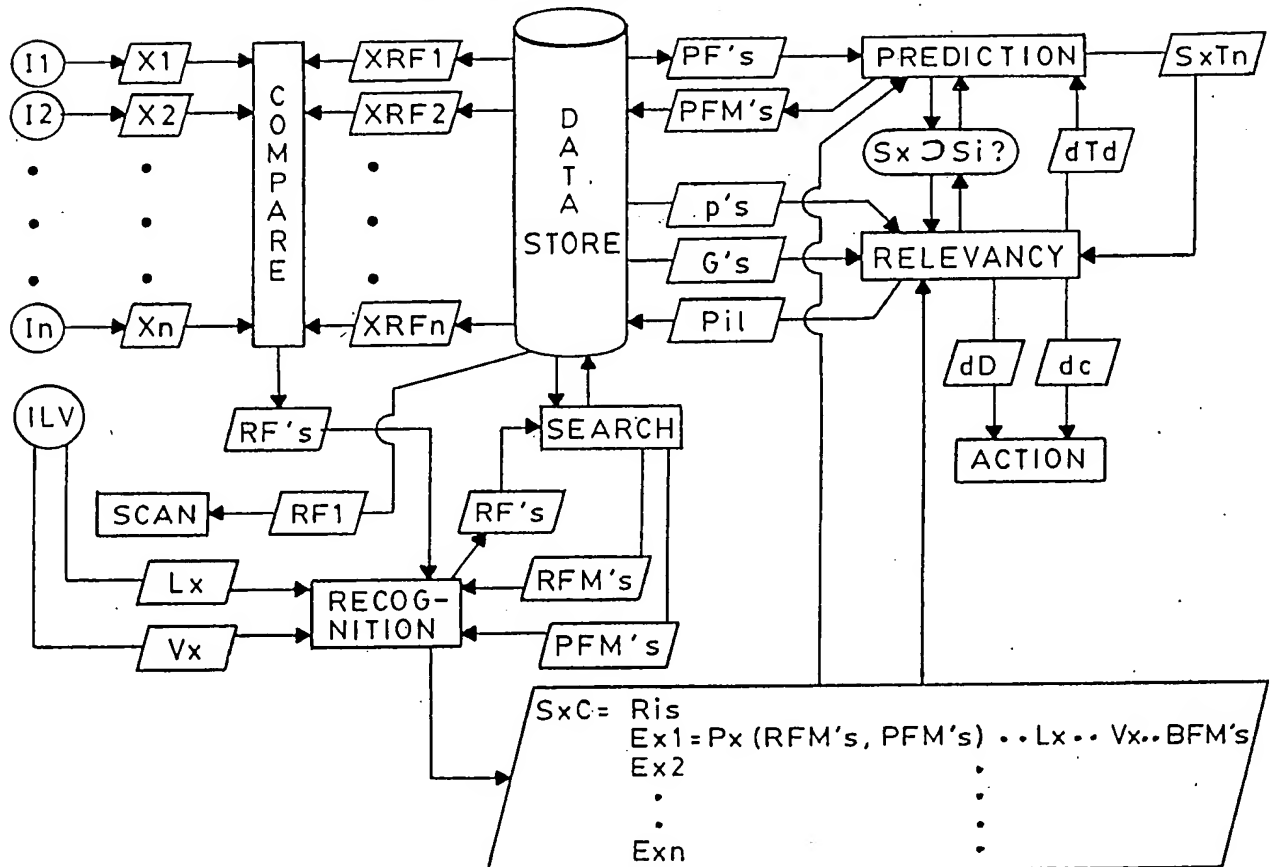 I1
X1
XRF1
PF's
PREDICTION
SxTn
I2
X2
XRF2
PFM's
COMPARE
DATA
STORE
Sx⊃Si?
dTd
p's
G's
RELEVANCY
Pil
In
Xn
XRFn
dD
dc
ACTION
ILV
RF's
SEARCH
SCAN
RF1
RF's
Lx
RECOG-
NITION
RFM's
Vx
PFM's
SxC= Ris
Ex1=Px(RFM's, PFM's) ··Lx·· Vx··BFM's
Ex2
Exn